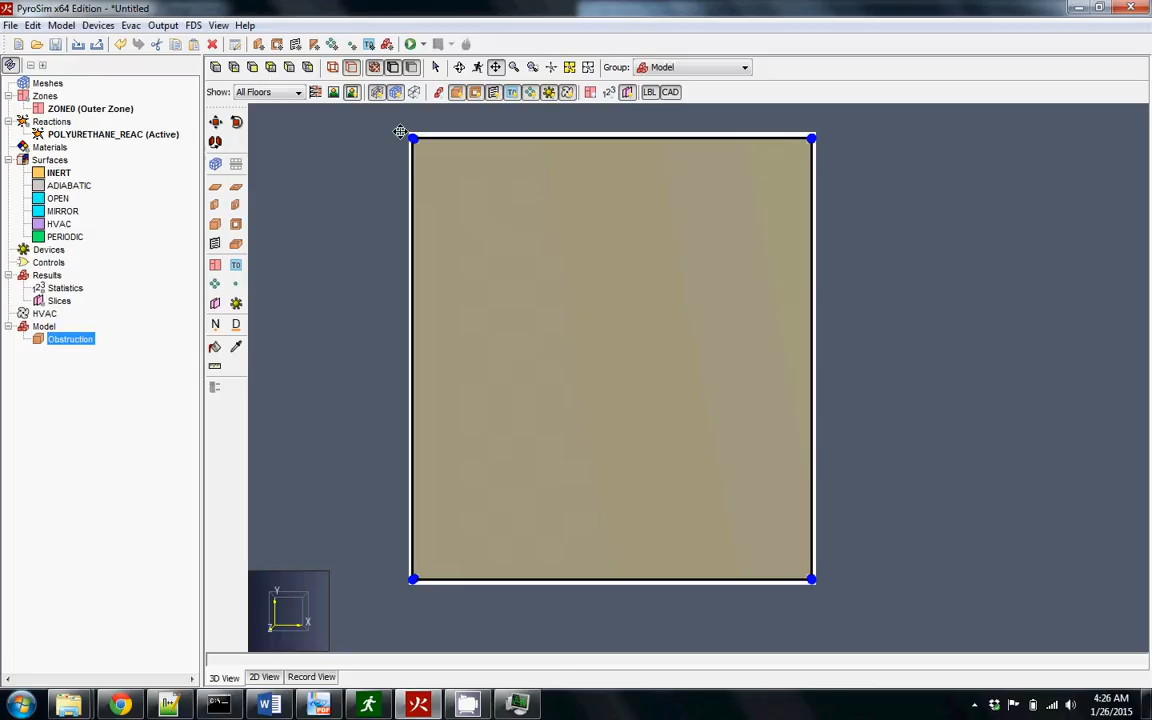 PyroSim x64 Edition - *Untitled
File Edit Model Devices Evac Output FDS View Help
Group: Model
Show: All Floors
LBL CAD
Meshes
Zones
ZONE0 (Outer Zone)
Reactions
POLYURETHANE_REAC (Active)
Materials
Surfaces
INERT
ADIABATIC
OPEN
MIRROR
HVAC
PERIODIC
Devices
Controls
Results
Statistics
Slices
HVAC
Model
Obstruction
N D
Y
X
Z
3D View 2D View Record View
4:26 AM
1/26/2015